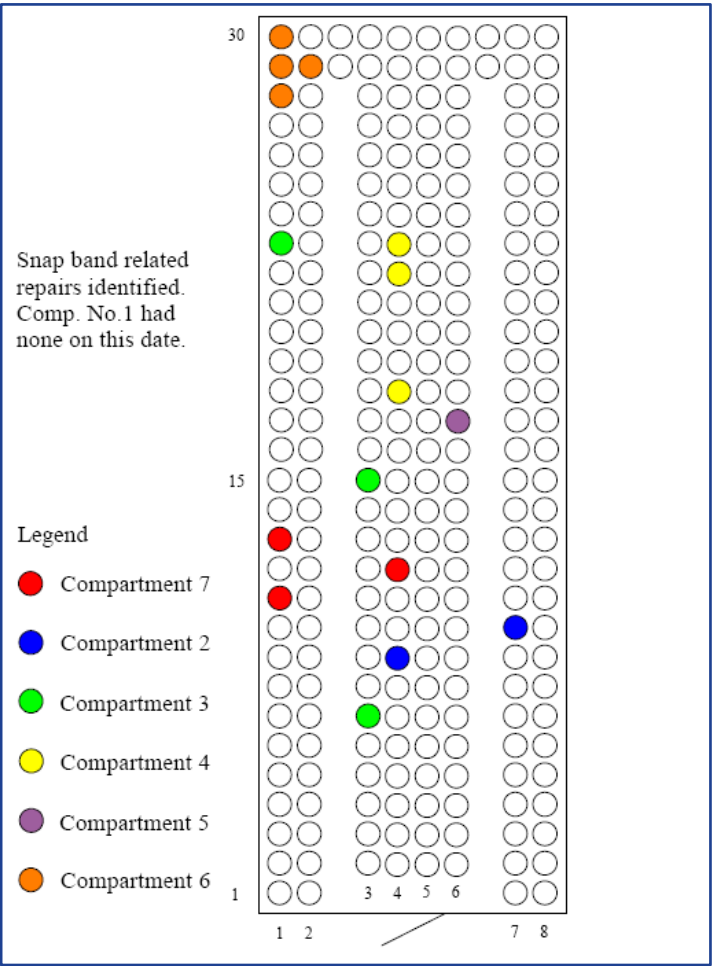 30
Snap band related
repairs identified.
Comp. No.1 had
none on this date.
15
Legend
Compartment 7
Compartment 2
Compartment 3
Compartment 4
Compartment 5
Compartment 6
1
3 4 5 6
1 2 7 8